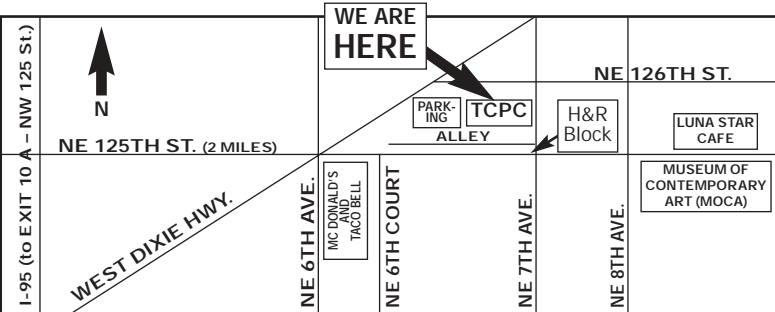 WE ARE
HERE
I-95 (to EXIT 10 A – NW 125 St.)
N
NE 126TH ST.
PARK-
ING
TCPC
H&R
Block
LUNA STAR
CAFE
ALLEY
NE 125TH ST. (2 MILES)
MUSEUM OF
CONTEMPORARY
ART (MOCA)
WEST DIXIE HWY.
NE 6TH AVE.
MC DONALD'S
AND
TACO BELL
NE 6TH COURT
NE 7TH AVE.
NE 8TH AVE.